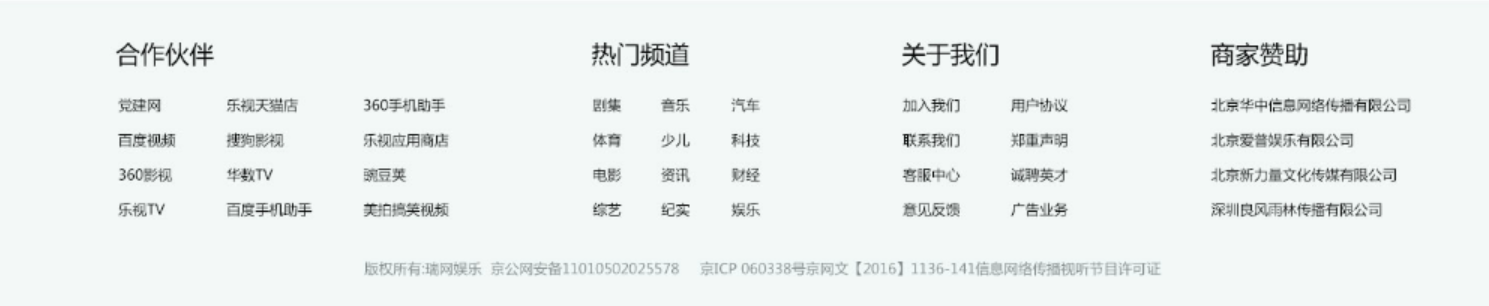 合作伙伴 热门频道 关于我们 商家赞助
党建网 乐视天猫店 360手机助手 剧集 音乐 汽车 加入我们 用户协议 北京华中信息网络传播有限公司
百度视频 搜狗影视 乐视应用商店 体育 少儿 科技 联系我们 郑重声明 北京爱普娱乐有限公司
360影视 华数TV 豌豆荚 电影 资讯 财经 客服中心 诚聘英才 北京新力量文化传媒有限公司
乐视TV 百度手机助手 美拍搞笑视频 综艺 纪实 娱乐 意见反馈 广告业务 深圳良风雨林传播有限公司
版权所有:瑞网娱乐 京公网安备11010502025578 京ICP 060338号京网文【2016】1136-141信息网络传播视听节目许可证